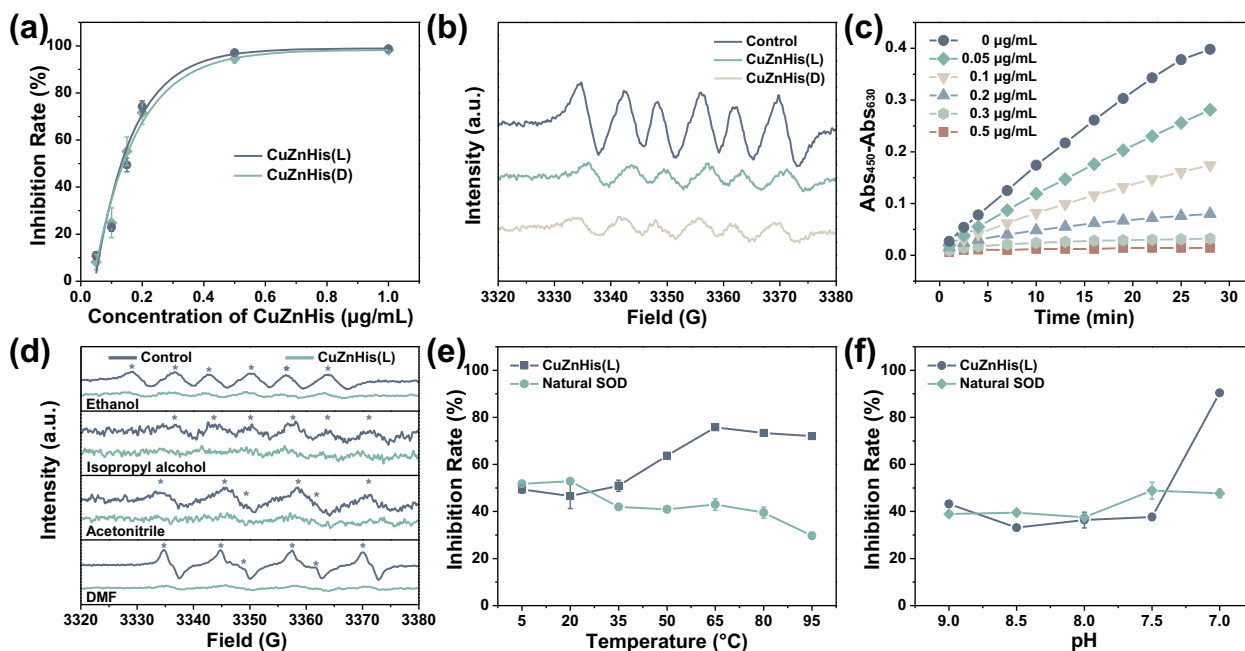 (a)
100
80
60
40
20
0
Inhibition Rate (%)
CuZnHis(L)
CuZnHis(D)
0.0 0.2 0.4 0.6 0.8 1.0
Concentration of CuZnHis (μg/mL)
(b)
Intensity (a.u.)
Control
CuZnHis(L)
CuZnHis(D)
3320 3330 3340 3350 3360 3370 3380
Field (G)
(c)
0.4
0.3
0.2
0.1
0.0
Abs₄₅₀-Abs₆₃₀
0 μg/mL
0.05 μg/mL
0.1 μg/mL
0.2 μg/mL
0.3 μg/mL
0.5 μg/mL
0 5 10 15 20 25 30
Time (min)
(d)
Intensity (a.u.)
Control CuZnHis(L)
* * * * * *
Ethanol
* * * * * *
Isopropyl alcohol
* * * * * *
Acetonitrile
* * * * * *
DMF
3320 3330 3340 3350 3360 3370 3380
Field (G)
(e)
100
80
60
40
20
0
Inhibition Rate (%)
CuZnHis(L)
Natural SOD
5 20 35 50 65 80 95
Temperature (°C)
(f)
100
80
60
40
20
0
Inhibition Rate (%)
CuZnHis(L)
Natural SOD
9.0 8.5 8.0 7.5 7.0
pH